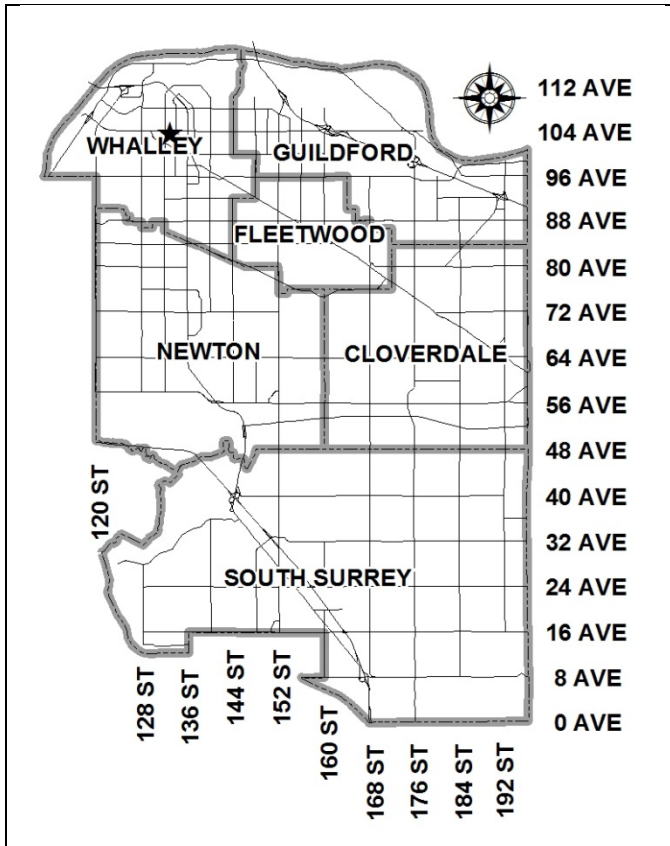 112 AVE
104 AVE
WHALLEY
GUILDFORD
96 AVE
88 AVE
FLEETWOOD
80 AVE
72 AVE
NEWTON
CLOVERDALE
64 AVE
56 AVE
48 AVE
120 ST
40 AVE
32 AVE
SOUTH SURREY
24 AVE
16 AVE
128 ST
136 ST
144 ST
152 ST
160 ST
8 AVE
0 AVE
168 ST
176 ST
184 ST
192 ST